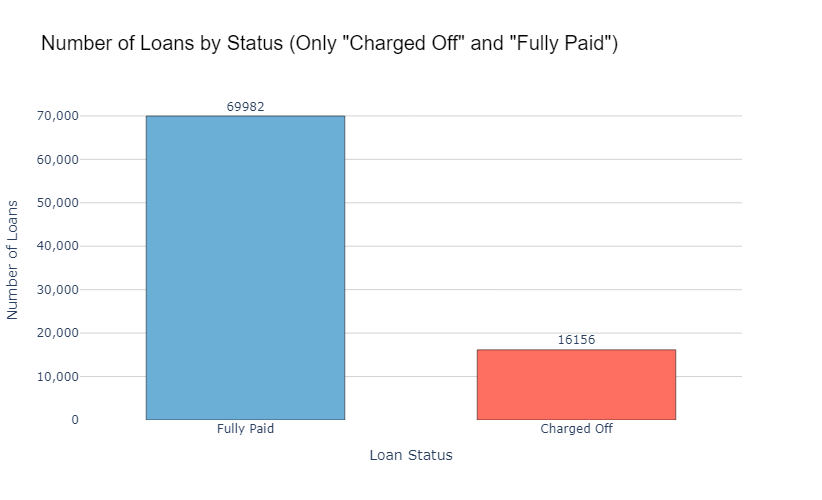 Number of Loans by Status (Only "Charged Off" and "Fully Paid")
69982
70,000
60,000
50,000
40,000
30,000
20,000
16156
10,000
0
Number of Loans
Fully Paid
Charged Off
Loan Status